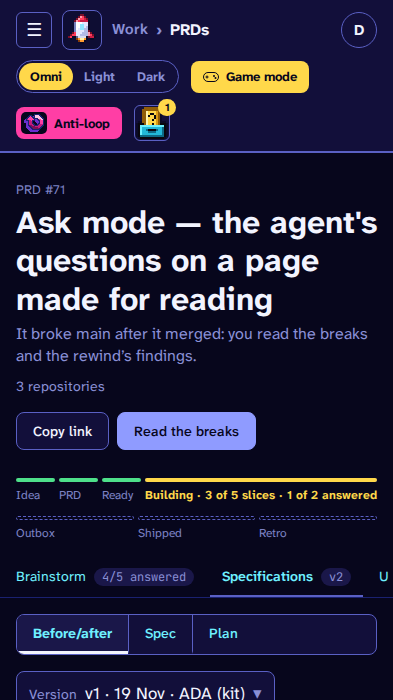 ☰ Work › PRDs D
Omni Light Dark Game mode
Anti-loop 1
PRD #71
Ask mode — the agent's
questions on a page
made for reading
It broke main after it merged: you read the breaks
and the rewind's findings.
3 repositories
Copy link Read the breaks
Idea PRD Ready Building · 3 of 5 slices · 1 of 2 answered
Outbox Shipped Retro
Brainstorm 4/5 answered Specifications v2 U
Before/after Spec Plan
Version v1 · 19 Nov · ADA (kit) ▾